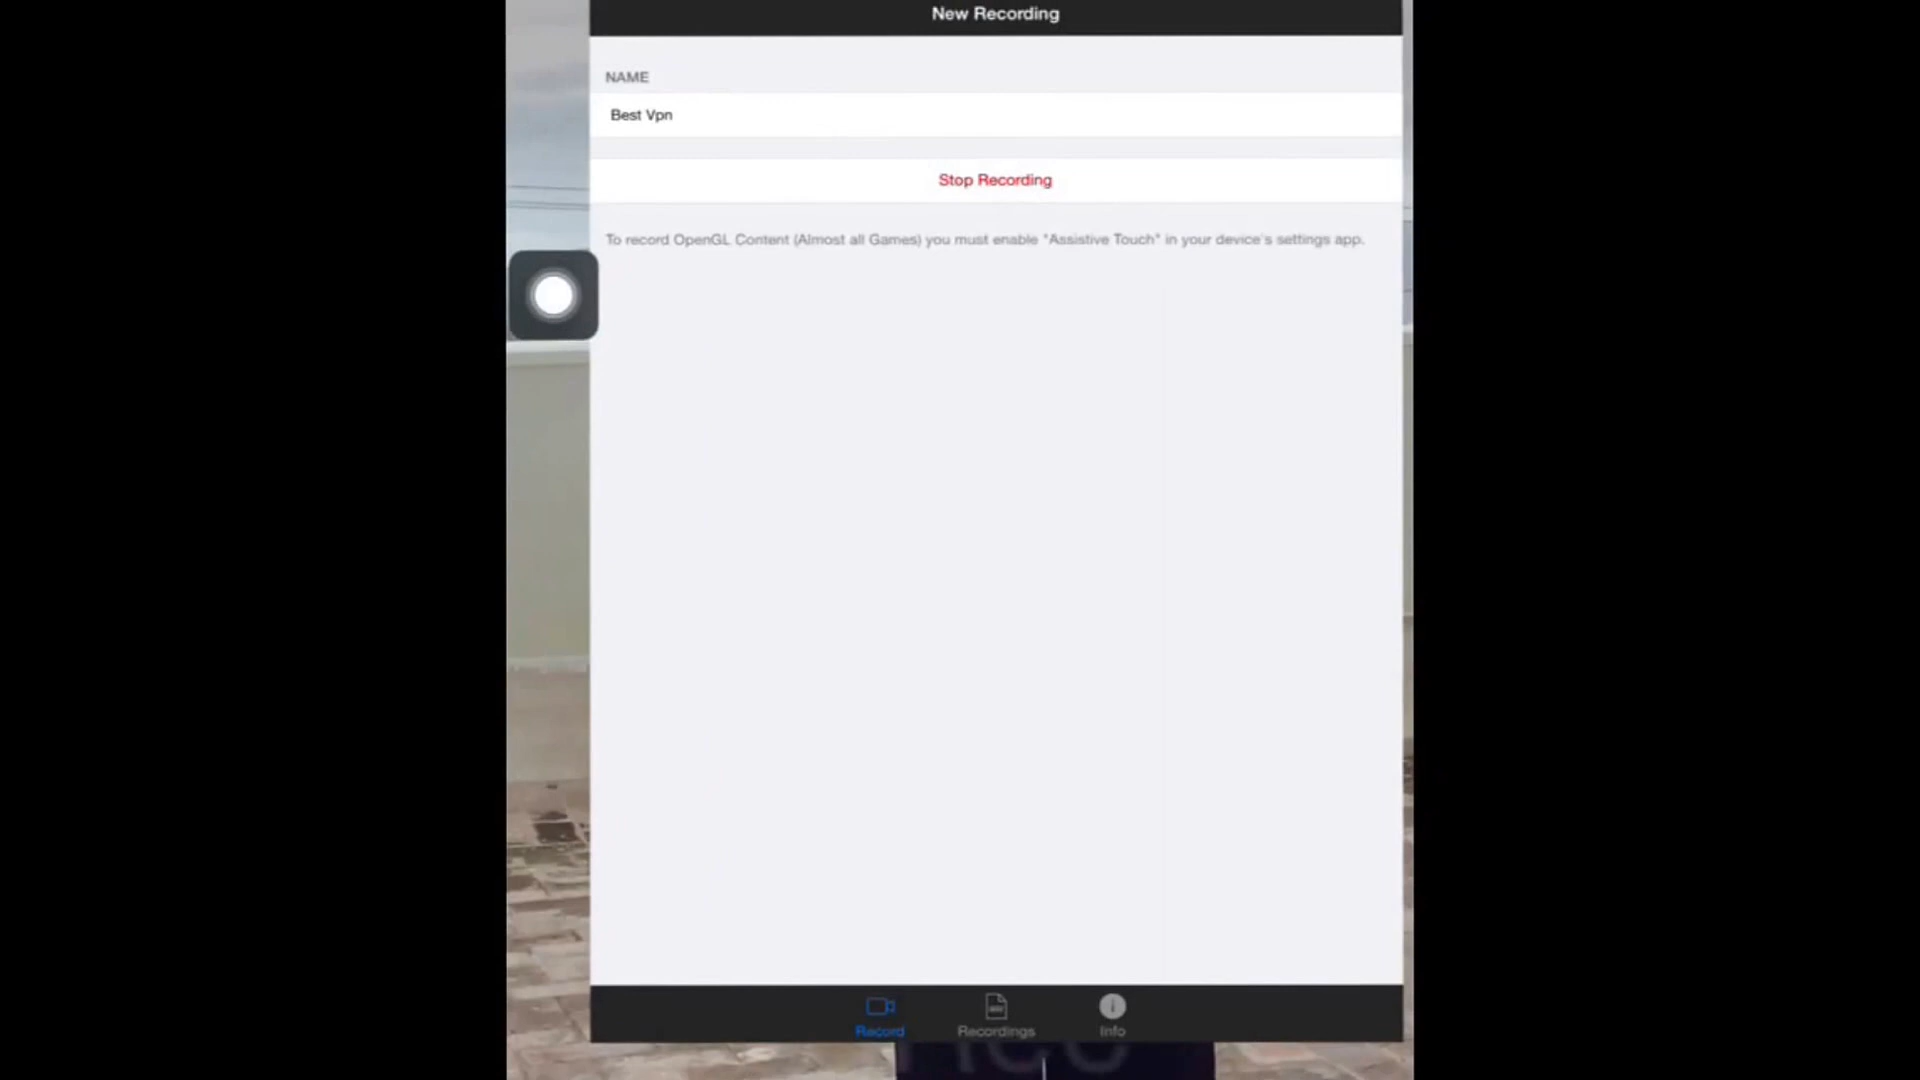 New Recording
NAME
Best Vpn
Stop Recording
To record OpenGL Content (Almost all Games) you must enable "Assistive Touch" in your device's settings app.
Record
Recordings
Info